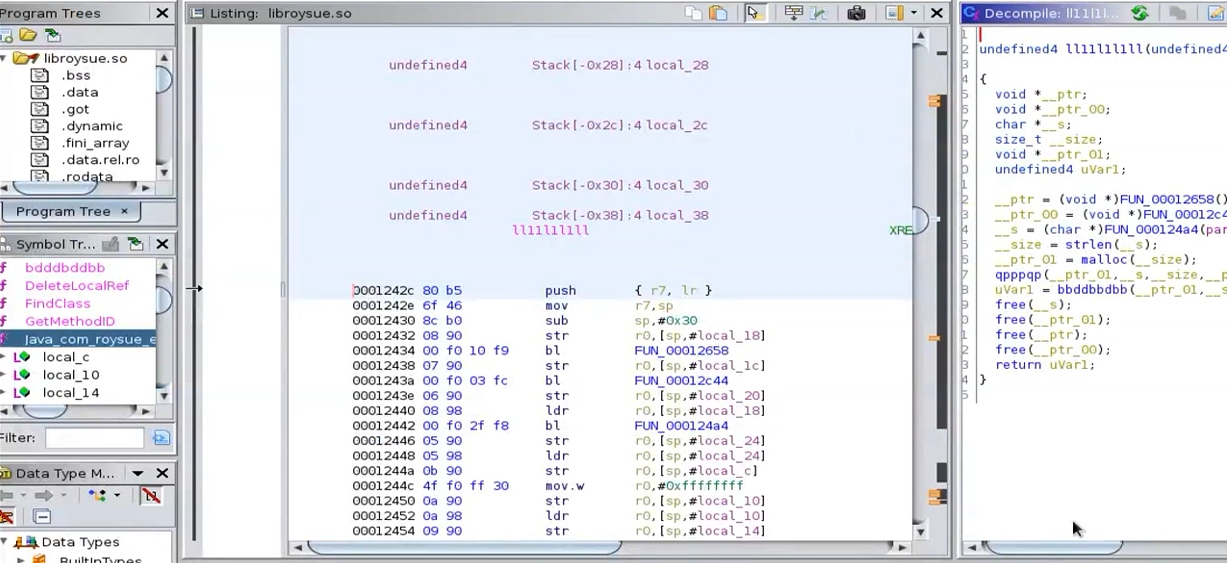 Program Trees
libroysue.so
.bss
.data
.got
.dynamic
.fini_array
.data.rel.ro
.rodata
Program Tree ×
Symbol Tr...
f bdddbddbb
f DeleteLocalRef
f FindClass
f GetMethodID
f Java_com_roysue_e
L local_c
L local_10
L local_14
Filter:
Data Type M...
Data Types
BuiltInTypes
Listing: libroysue.so
undefined4 Stack[-0x28]:4 local_28
undefined4 Stack[-0x2c]:4 local_2c
undefined4 Stack[-0x30]:4 local_30
undefined4 Stack[-0x38]:4 local_38
XRE
0001242c 80 b5 push { r7, lr }
0001242e 6f 46 mov r7,sp
00012430 8c b0 sub sp,#0x30
00012432 08 90 str r0,[sp,#local_18]
00012434 00 f0 10 f9 bl FUN_00012658
00012438 07 90 str r0,[sp,#local_1c]
0001243a 00 f0 03 fc bl FUN_00012c44
0001243e 06 90 str r0,[sp,#local_20]
00012440 08 98 ldr r0,[sp,#local_18]
00012442 00 f0 2f f8 bl FUN_000124a4
00012446 05 90 str r0,[sp,#local_24]
00012448 05 98 ldr r0,[sp,#local_24]
0001244a 0b 90 str r0,[sp,#local_c]
0001244c 4f f0 ff 30 mov.w r0,#0xffffffff
00012450 0a 90 str r0,[sp,#local_10]
00012452 0a 98 ldr r0,[sp,#local_10]
00012454 09 90 str r0,[sp,#local_14]
Decompile:
1
2 undefined4
3
4 {
5 void *__ptr;
6 void *__ptr_00;
7 char *__s;
8 size_t __size;
9 void *__ptr_01;
0 undefined4 uVar1;
1
2 __ptr = (void *)FUN_00012658()
3 __ptr_00 = (void *)FUN_00012c4
4 __s = (char *)FUN_000124a4(par
5 __size = strlen(__s);
6 __ptr_01 = malloc(__size);
7 qpppqp(__ptr_01,__s,__size,__p
8 uVar1 = bbddbbdbb(__ptr_01,__s
9 free(__s);
0 free(__ptr_01);
1 free(__ptr);
2 free(__ptr_00);
3 return uVar1;
4 }
5